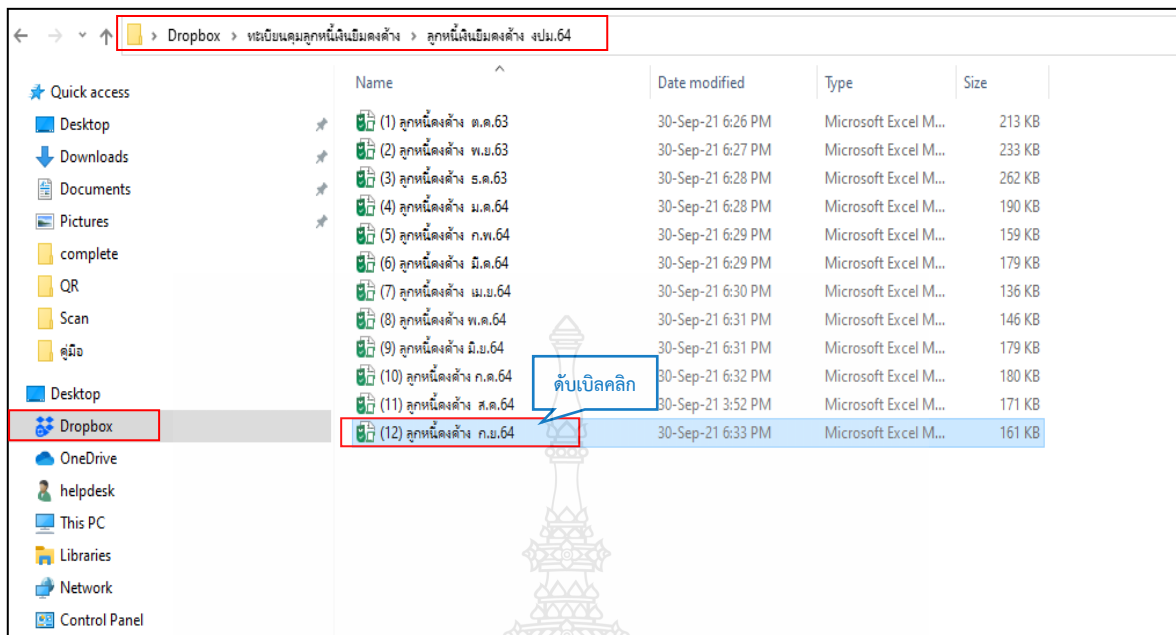 Dropbox > ทะเบียนคุมลูกหนี้เงินยืมคงค้าง > ลูกหนี้เงินยืมคงค้าง งปม.64
Name Date modified Type Size
Quick access
Desktop
Downloads
Documents
Pictures
complete
QR
Scan
คู่มือ
Desktop
Dropbox
OneDrive
helpdesk
This PC
Libraries
Network
Control Panel
(1) ลูกหนี้คงค้าง ต.ค.63 30-Sep-21 6:26 PM Microsoft Excel M... 213 KB
(2) ลูกหนี้คงค้าง พ.ย.63 30-Sep-21 6:27 PM Microsoft Excel M... 233 KB
(3) ลูกหนี้คงค้าง ธ.ค.63 30-Sep-21 6:28 PM Microsoft Excel M... 262 KB
(4) ลูกหนี้คงค้าง ม.ค.64 30-Sep-21 6:28 PM Microsoft Excel M... 190 KB
(5) ลูกหนี้คงค้าง ก.พ.64 30-Sep-21 6:29 PM Microsoft Excel M... 159 KB
(6) ลูกหนี้คงค้าง มี.ค.64 30-Sep-21 6:29 PM Microsoft Excel M... 179 KB
(7) ลูกหนี้คงค้าง เม.ย.64 30-Sep-21 6:30 PM Microsoft Excel M... 136 KB
(8) ลูกหนี้คงค้าง พ.ค.64 30-Sep-21 6:31 PM Microsoft Excel M... 146 KB
(9) ลูกหนี้คงค้าง มิ.ย.64 30-Sep-21 6:31 PM Microsoft Excel M... 179 KB
(10) ลูกหนี้คงค้าง ก.ค.64 30-Sep-21 6:32 PM Microsoft Excel M... 180 KB
ดับเบิลคลิก
(11) ลูกหนี้คงค้าง ส.ค.64 30-Sep-21 3:52 PM Microsoft Excel M... 171 KB
(12) ลูกหนี้คงค้าง ก.ย.64 30-Sep-21 6:33 PM Microsoft Excel M... 161 KB